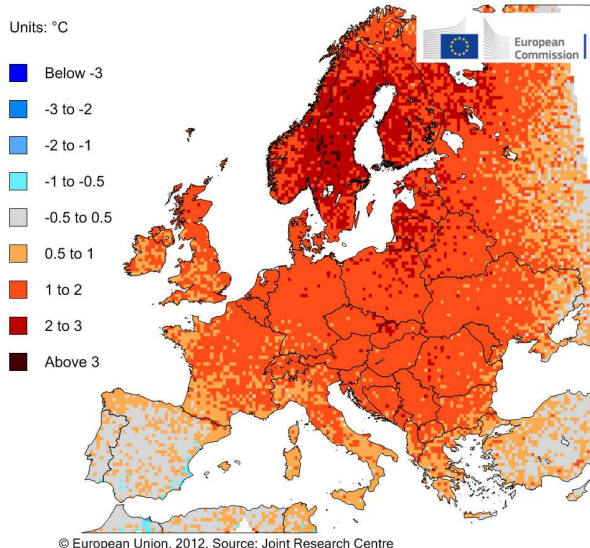 Units: °C
Below -3
-3 to -2
-2 to -1
-1 to -0.5
-0.5 to 0.5
0.5 to 1
1 to 2
2 to 3
Above 3
European
Commission
© European Union, 2012. Source: Joint Research Centre